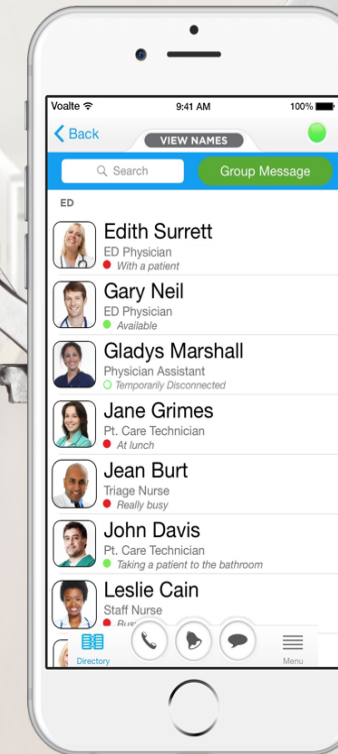 Voalte 9:41 AM 100%
Back
VIEW NAMES
Search
Group Message
ED
Edith Surrett
ED Physician
With a patient
Gary Neil
ED Physician
Available
Gladys Marshall
Physician Assistant
Temporarily Disconnected
Jane Grimes
Pt. Care Technician
At lunch
Jean Burt
Triage Nurse
Really busy
John Davis
Pt. Care Technician
Taking a patient to the bathroom
Leslie Cain
Staff Nurse
Directory
Menu